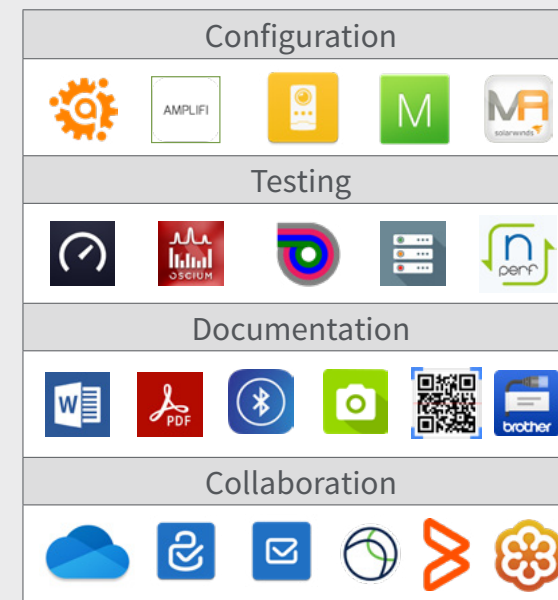 Configuration
AMPLIFI
M
MA
solarwinds
Testing
OSCIUM
n
perf
Documentation
W
PDF
brother
Collaboration